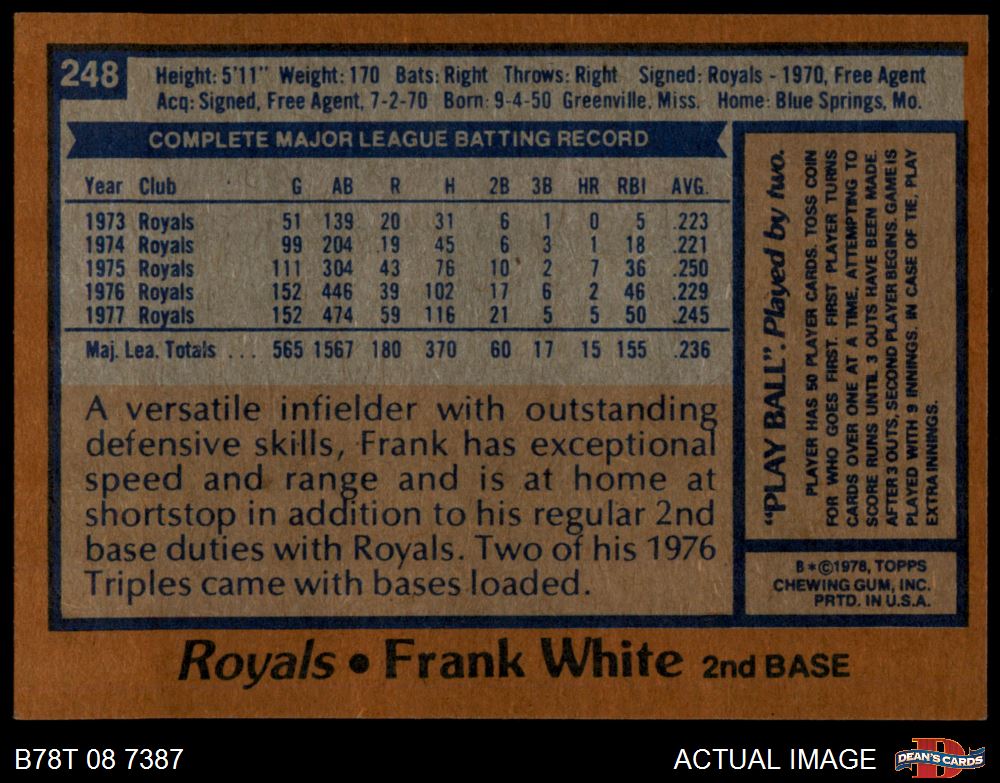 248
Height: 5'11" Weight: 170 Bats: Right Throws: Right Signed: Royals - 1970, Free Agent
Acq: Signed, Free Agent, 7-2-70 Born: 9-4-50 Greenville, Miss. Home: Blue Springs, Mo.
COMPLETE MAJOR LEAGUE BATTING RECORD
Year Club G AB R H 2B 3B HR RBI AVG.
1973 Royals 51 139 20 31 6 1 0 5 .223
1974 Royals 99 204 19 45 6 3 1 18 .221
1975 Royals 111 304 43 76 10 2 7 36 .250
1976 Royals 152 446 39 102 17 6 2 46 .229
1977 Royals 152 474 59 116 21 5 5 50 .245
Maj. Lea. Totals ... 565 1567 180 370 60 17 15 155 .236
A versatile infielder with outstanding
defensive skills, Frank has exceptional
speed and range and is at home at
shortstop in addition to his regular 2nd
base duties with Royals. Two of his 1976
Triples came with bases loaded.
"PLAY BALL". Played by two.
PLAYER HAS 50 PLAYER CARDS. TOSS COIN
FOR WHO GOES FIRST. FIRST PLAYER TURNS
CARDS OVER ONE AT A TIME, ATTEMPTING TO
SCORE RUNS UNTIL 3 OUTS HAVE BEEN MADE.
AFTER 3 OUTS, SECOND PLAYER BEGINS. GAME IS
PLAYED WITH 9 INNINGS. IN CASE OF TIE, PLAY
EXTRA INNINGS.
B*©1978, TOPPS
CHEWING GUM, INC.
PRTD. IN U.S.A.
Royals • Frank White 2nd BASE
B78T 08 7387
ACTUAL IMAGE
D
DEAN'S CARDS